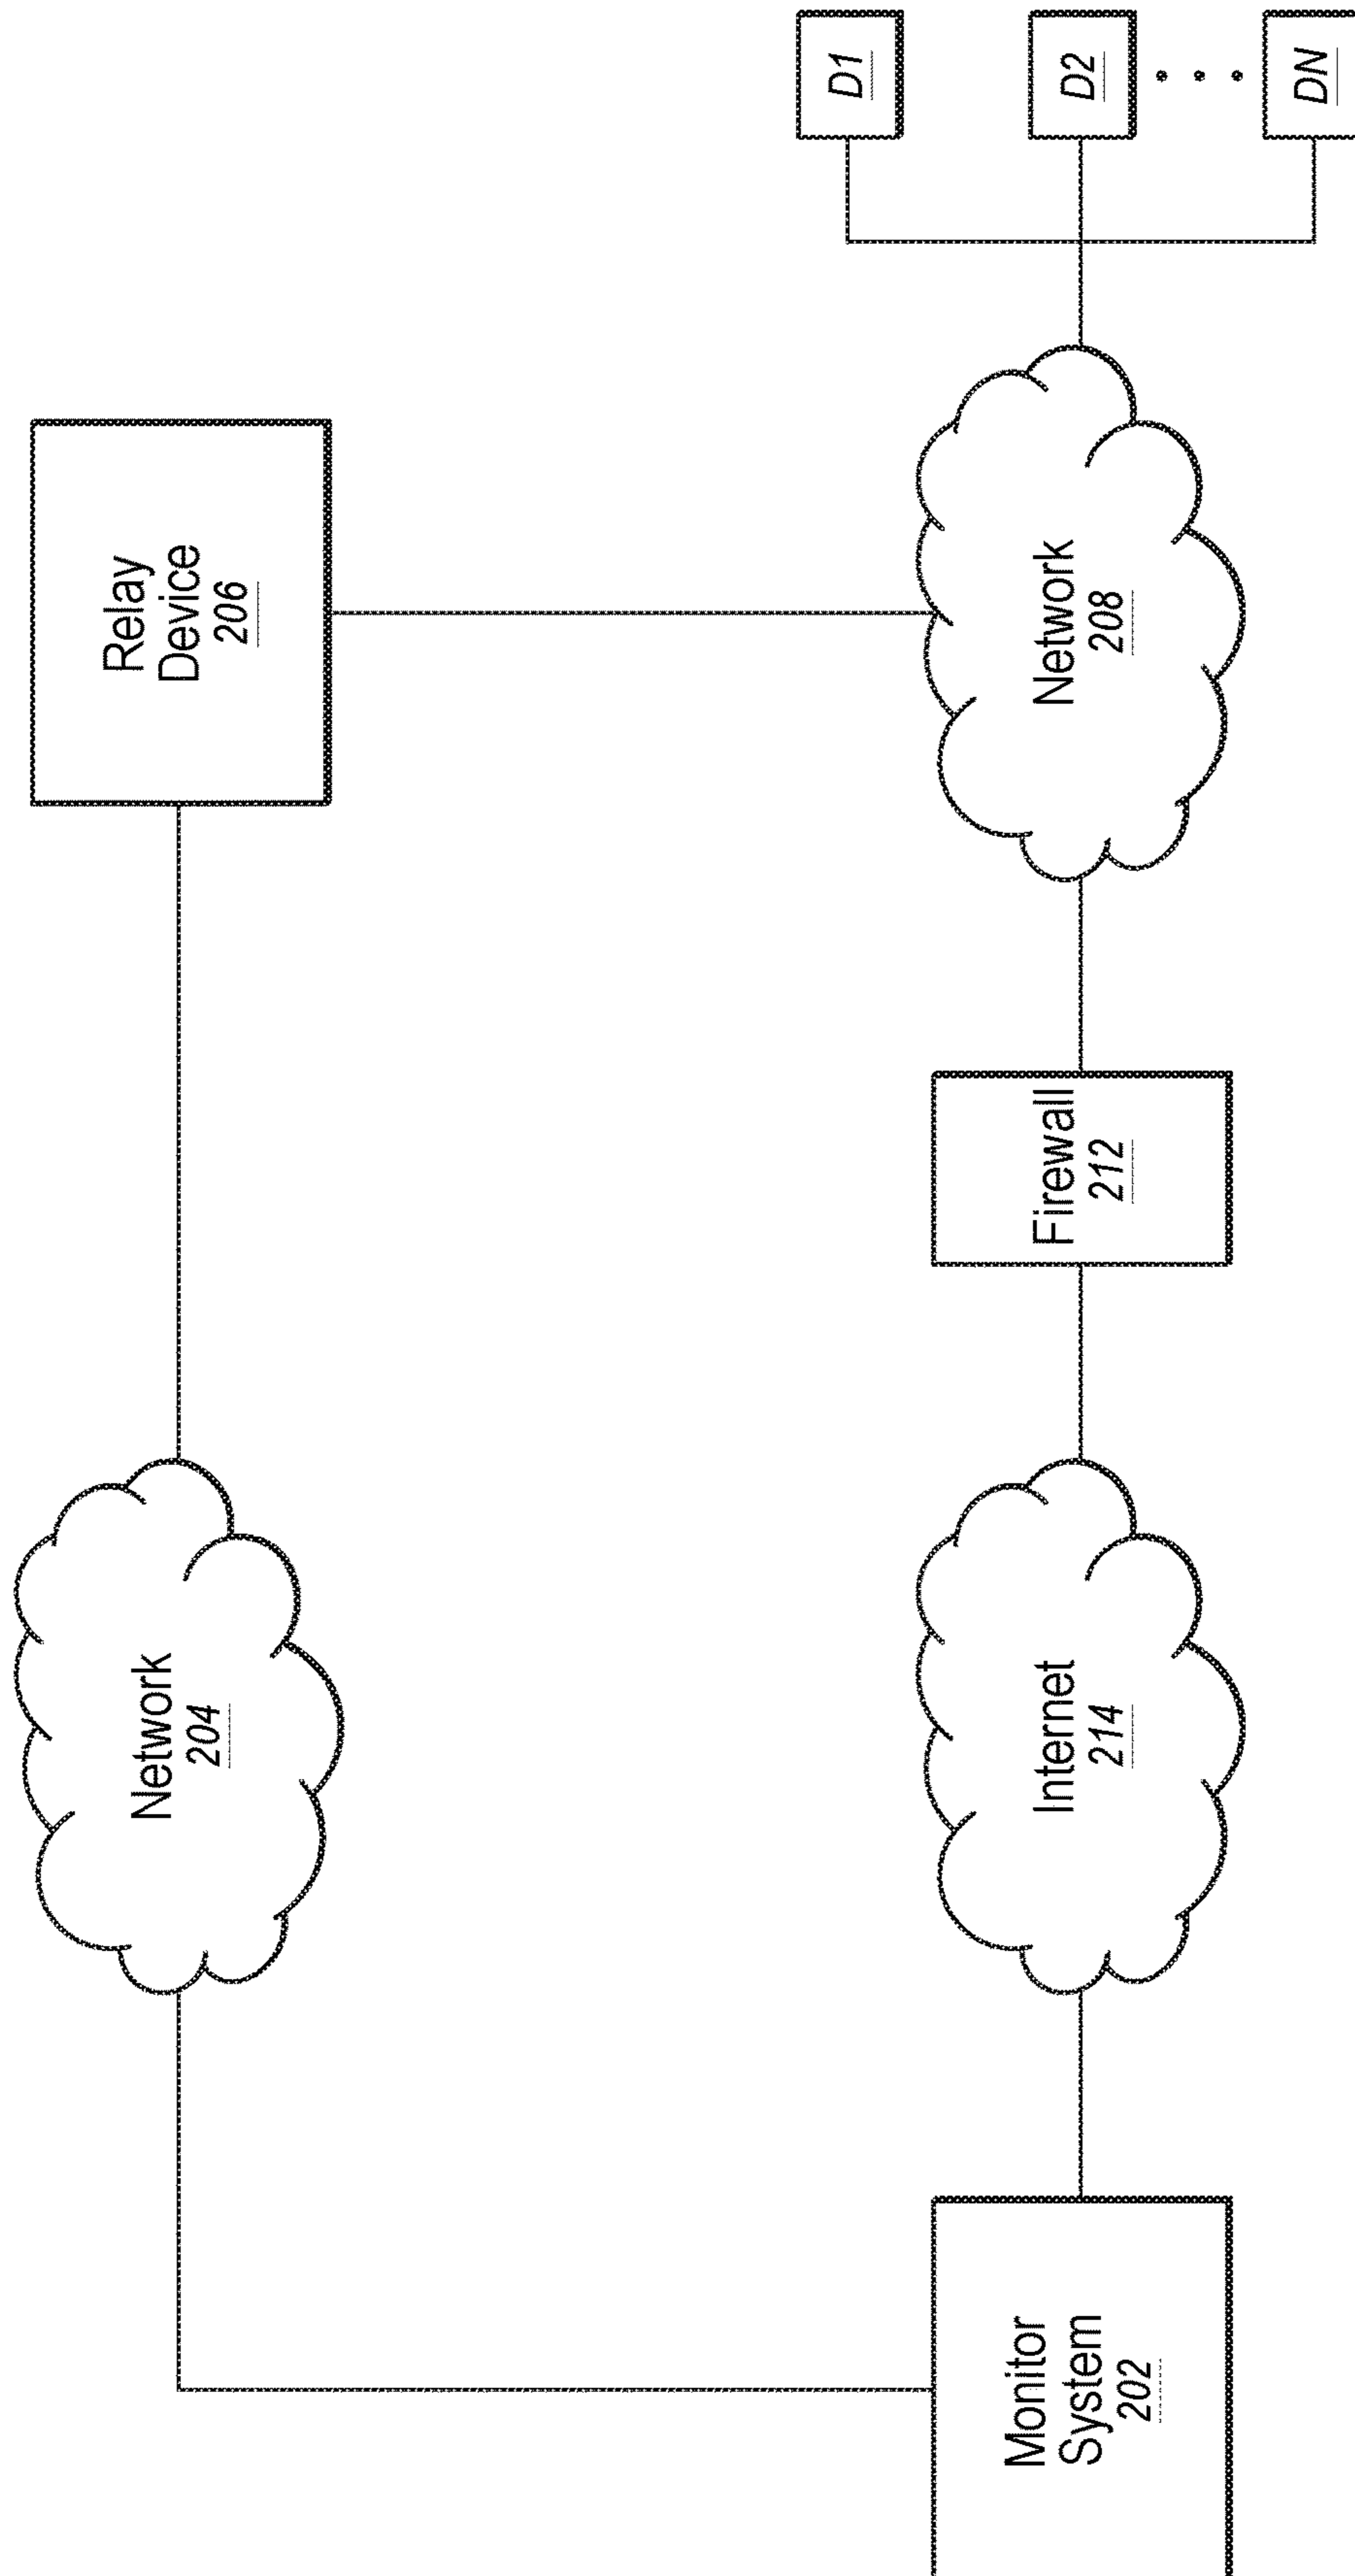 Network
204
Relay
Device
206
Monitor
System
202
Internet
214
Firewall
212
Network
208
D1
D2
DN